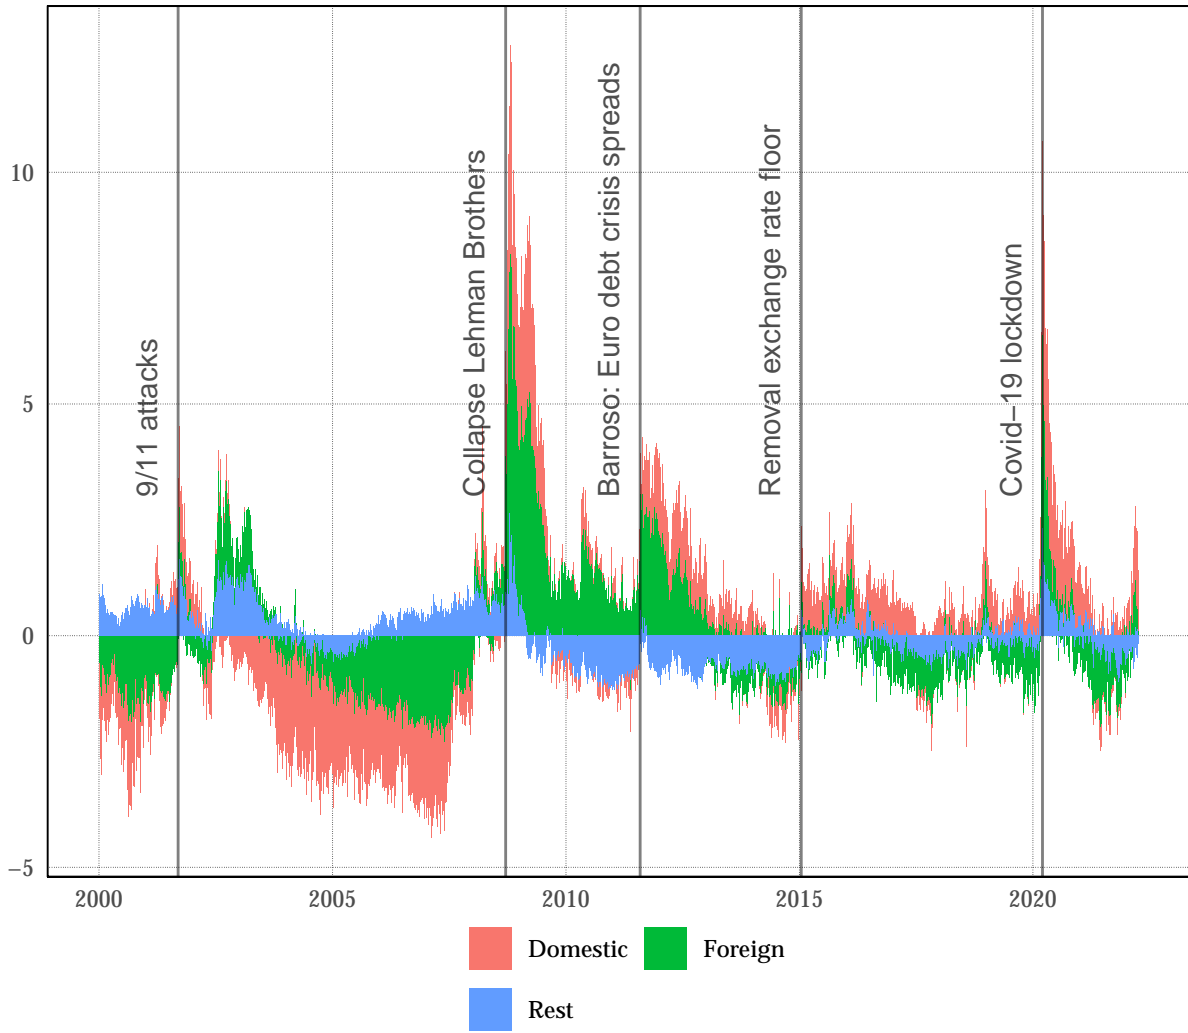 10
5
0
−5
9/11 attacks
Collapse Lehman Brothers
Barroso: Euro debt crisis spreads
Removal exchange rate floor
Covid−19 lockdown
2000
2005
2010
2015
2020
Domestic
Foreign
Rest